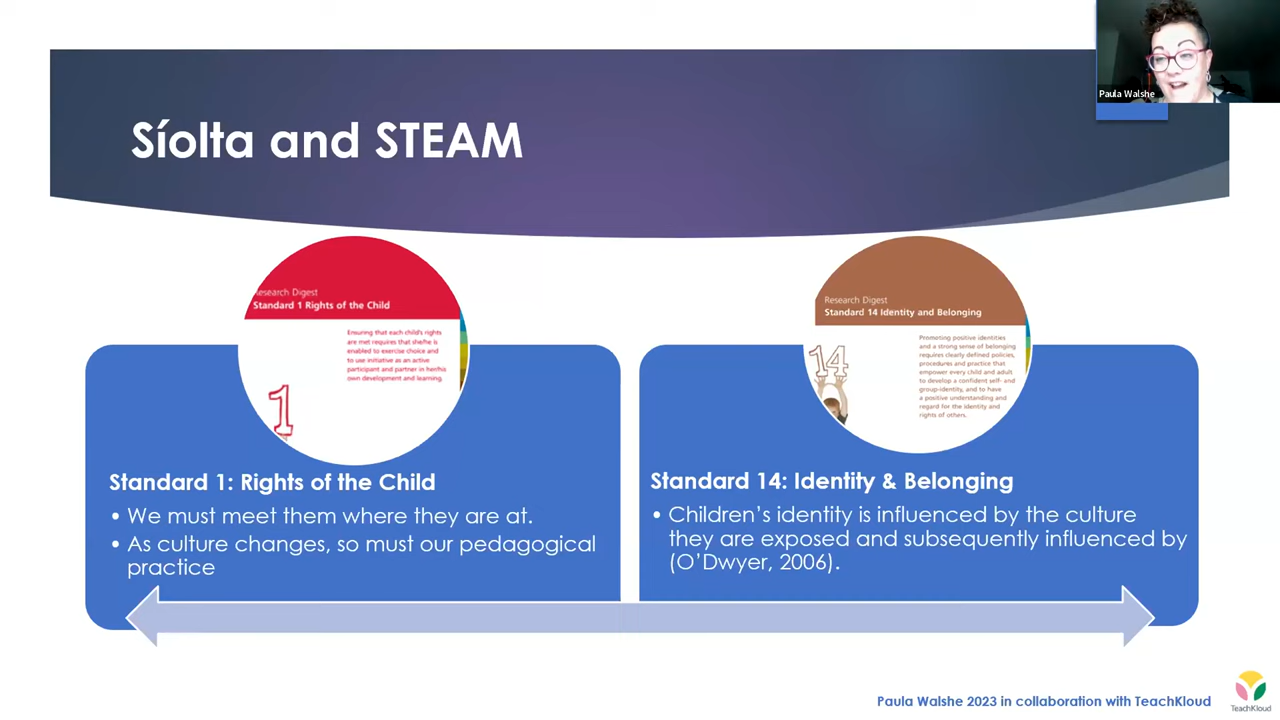 Paula Walshe
Síolta and STEAM
Research Digest
Standard 1 Rights of the Child
Ensuring that each child's rights
are met requires that she/he is
enabled to exercise choice and
to use initiative as an active
participant and partner in her/his
own development and learning.
1
Standard 1: Rights of the Child
• We must meet them where they are at.
• As culture changes, so must our pedagogical
practice
Research Digest
Standard 14 Identity and Belonging
Promoting positive identities
and a strong sense of belonging
requires clearly defined policies,
procedures and practice that
empower every child and adult
to develop a confident self- and
group-identity, and to have
a positive understanding and
regard for the identity and
rights of others.
14
Standard 14: Identity & Belonging
• Children's identity is influenced by the culture
they are exposed and subsequently influenced by
(O'Dwyer, 2006).
Paula Walshe 2023 in collaboration with TeachKloud
TeachKloud